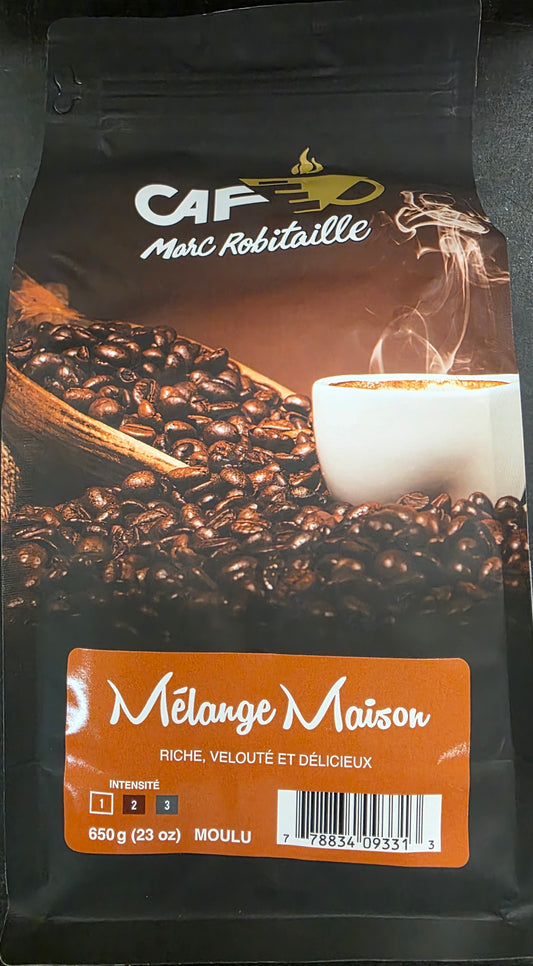 CAF
Marc Robitaille
Mélange Maison
RICHE, VELOUTÉ ET DÉLICIEUX
INTENSITÉ
1 2 3
650 g (23 oz) MOULU
7 78834 09331 3